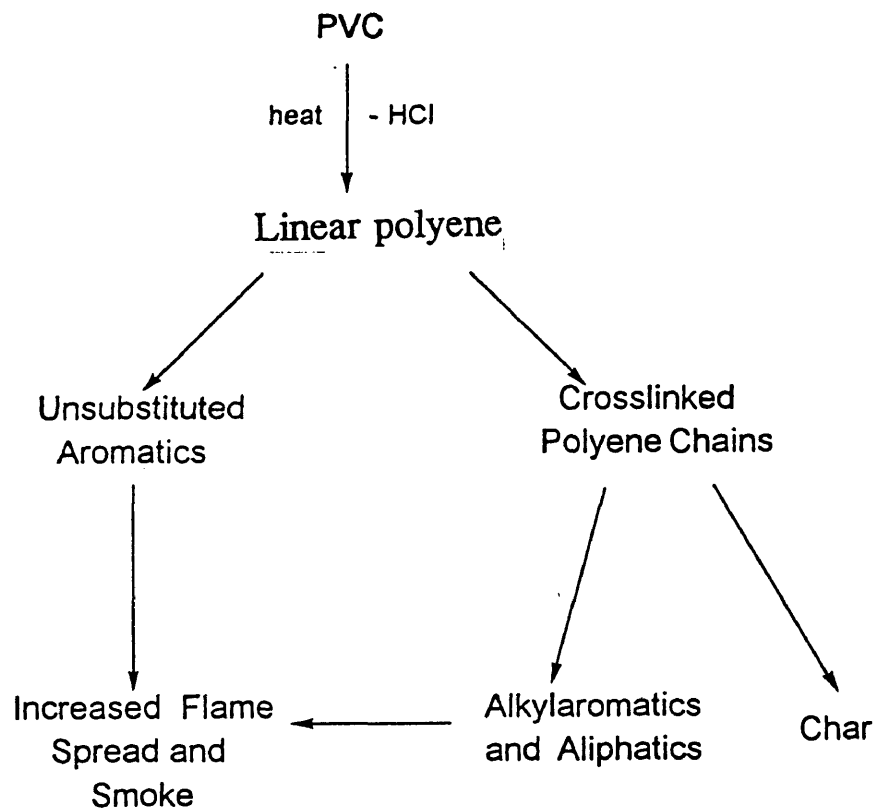 PVC
heat - HCl
Linear polyene
Unsubstituted
Aromatics
Crosslinked
Polyene Chains
Increased Flame
Spread and
Smoke
Alkylaromatics
and Aliphatics
Char